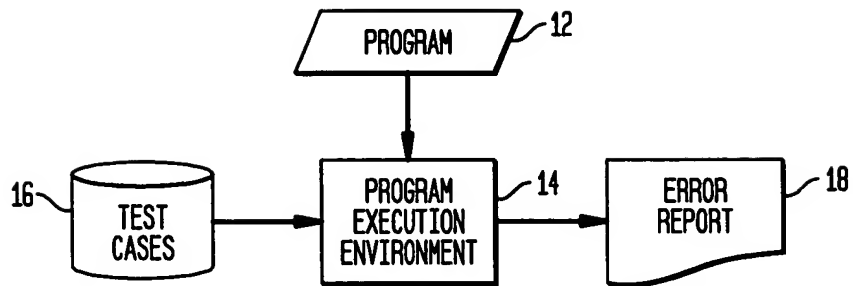 PROGRAM
12
16
TEST
CASES
PROGRAM
EXECUTION
ENVIRONMENT
14
ERROR
REPORT
18